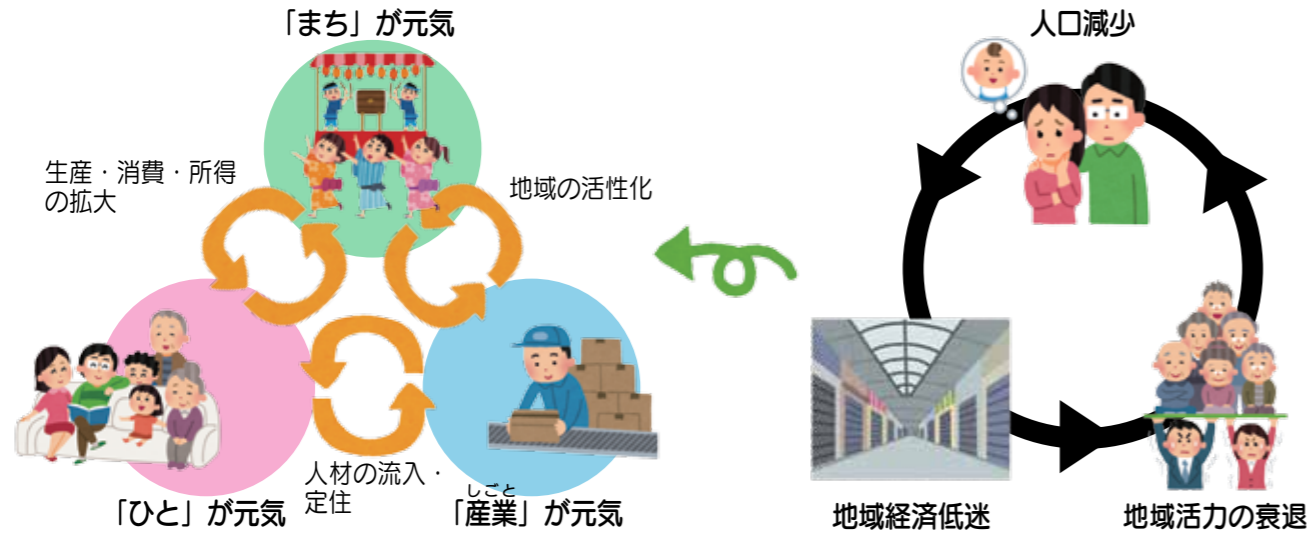 「まち」が元気
人口減少
生産・消費・所得
の拡大
地域の活性化
人材の流入・
定住
「ひと」が元気
しごと
「産業」が元気
地域経済低迷
地域活力の衰退